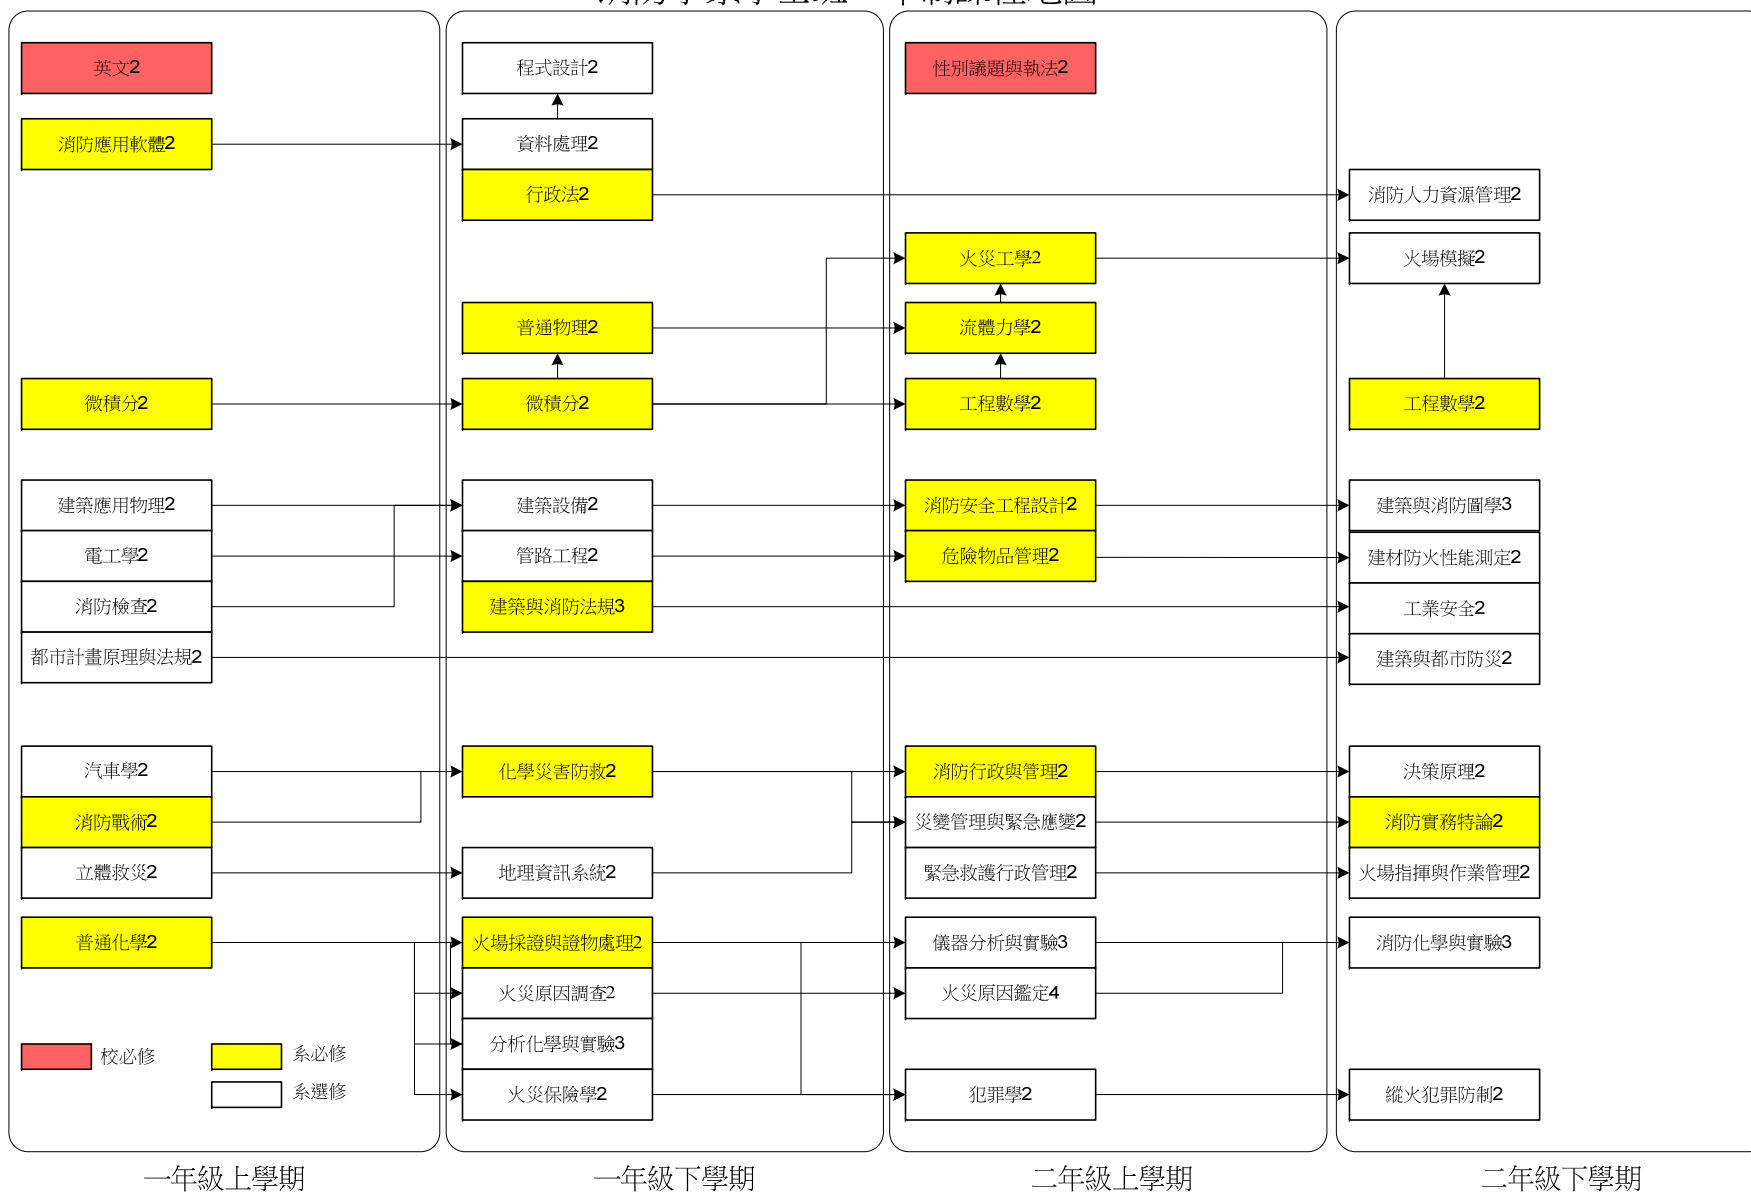 英文2
消防應用軟體2
微積分2
建築應用物理2
電工學2
消防檢查2
都市計畫原理與法規2
汽車學2
消防戰術2
立體救災2
普通化學2
校必修
系必修
系選修
一年級上學期
程式設計2
資料處理2
行政法2
普通物理2
微積分2
建築設備2
管路工程2
建築與消防法規3
化學災害防救2
地理資訊系統2
火場採證與證物處理2
火災原因調查2
分析化學與實驗3
火災保險學2
一年級下學期
性別議題與執法2
火災工學2
流體力學2
工程數學2
消防安全工程設計2
危險物品管理2
消防行政與管理2
災變管理與緊急應變2
緊急救護行政管理2
儀器分析與實驗3
火災原因鑑定4
犯罪學2
二年級上學期
消防人力資源管理2
火場模擬2
工程數學2
建築與消防圖學3
建材防火性能測定2
工業安全2
建築與都市防災2
決策原理2
消防實務特論2
火場指揮與作業管理2
消防化學與實驗3
縱火犯罪防制2
二年級下學期